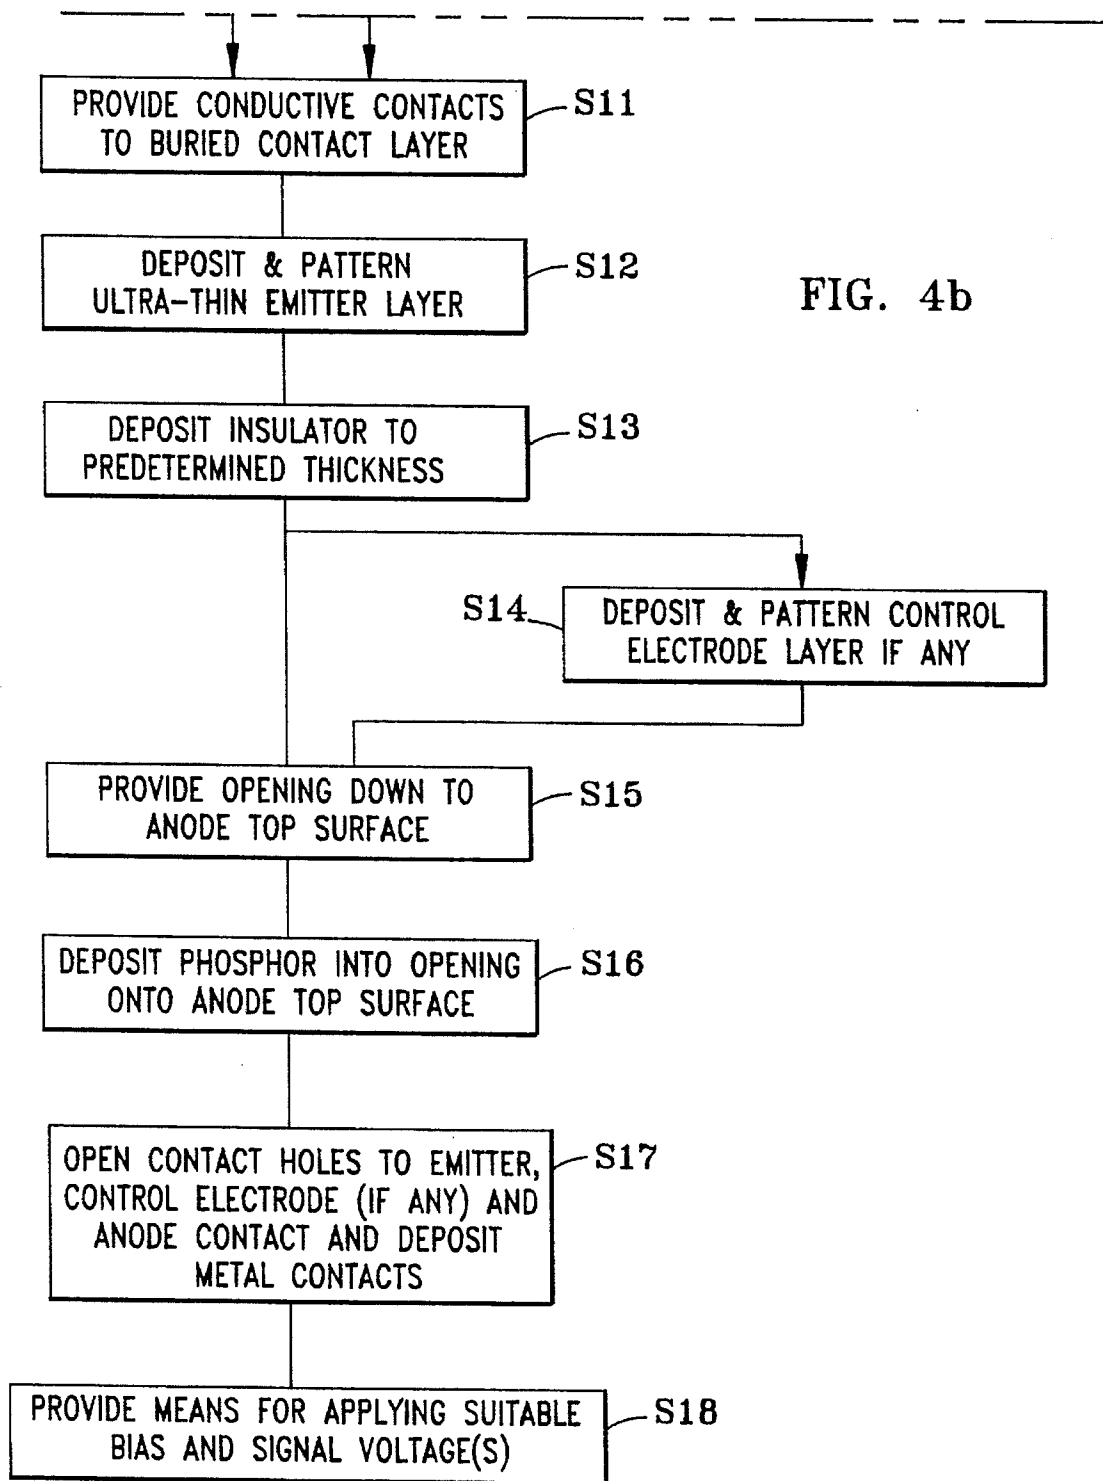 PROVIDE CONDUCTIVE CONTACTS
TO BURIED CONTACT LAYER
S11
DEPOSIT & PATTERN
ULTRA-THIN EMITTER LAYER
S12
FIG. 4b
DEPOSIT INSULATOR TO
PREDETERMINED THICKNESS
S13
S14
DEPOSIT & PATTERN CONTROL
ELECTRODE LAYER IF ANY
PROVIDE OPENING DOWN TO
ANODE TOP SURFACE
S15
DEPOSIT PHOSPHOR INTO OPENING
ONTO ANODE TOP SURFACE
S16
OPEN CONTACT HOLES TO EMITTER,
CONTROL ELECTRODE (IF ANY) AND
ANODE CONTACT AND DEPOSIT
METAL CONTACTS
S17
PROVIDE MEANS FOR APPLYING SUITABLE
BIAS AND SIGNAL VOLTAGE(S)
S18